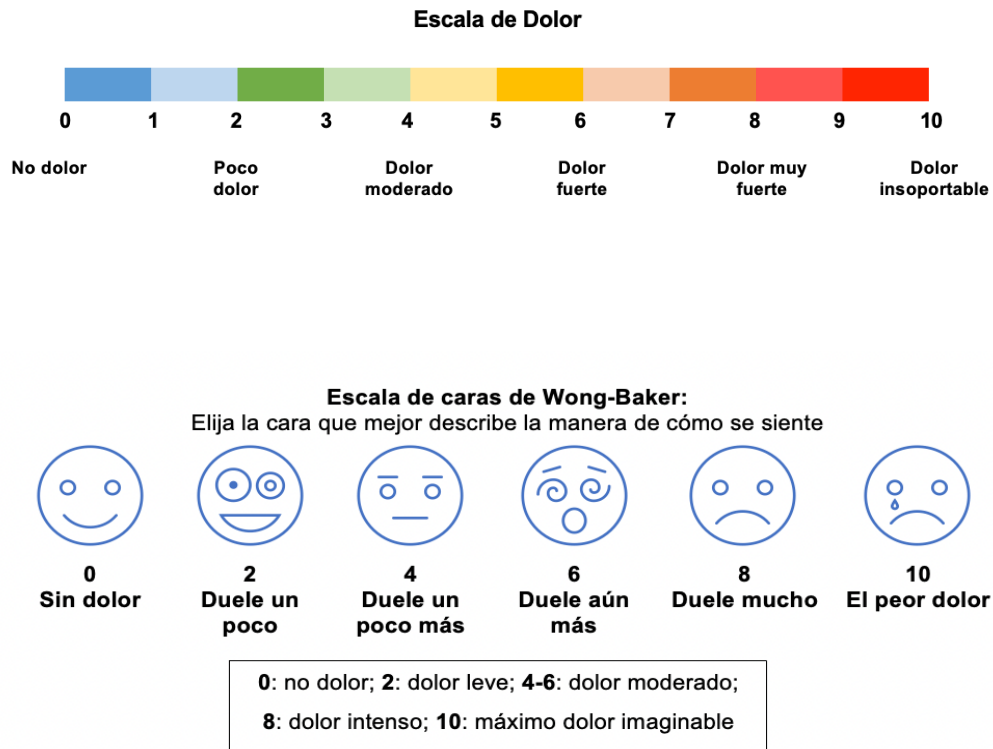 Escala de Dolor
0 1 2 3 4 5 6 7 8 9 10
No dolor
Poco
dolor
Dolor
moderado
Dolor
fuerte
Dolor muy
fuerte
Dolor
insoportable
Escala de caras de Wong-Baker:
Elija la cara que mejor describe la manera de cómo se siente
0
Sin dolor
2
Duele un
poco
4
Duele un
poco más
6
Duele aún
más
8
Duele mucho
10
El peor dolor
0: no dolor; 2: dolor leve; 4-6: dolor moderado;
8: dolor intenso; 10: máximo dolor imaginable